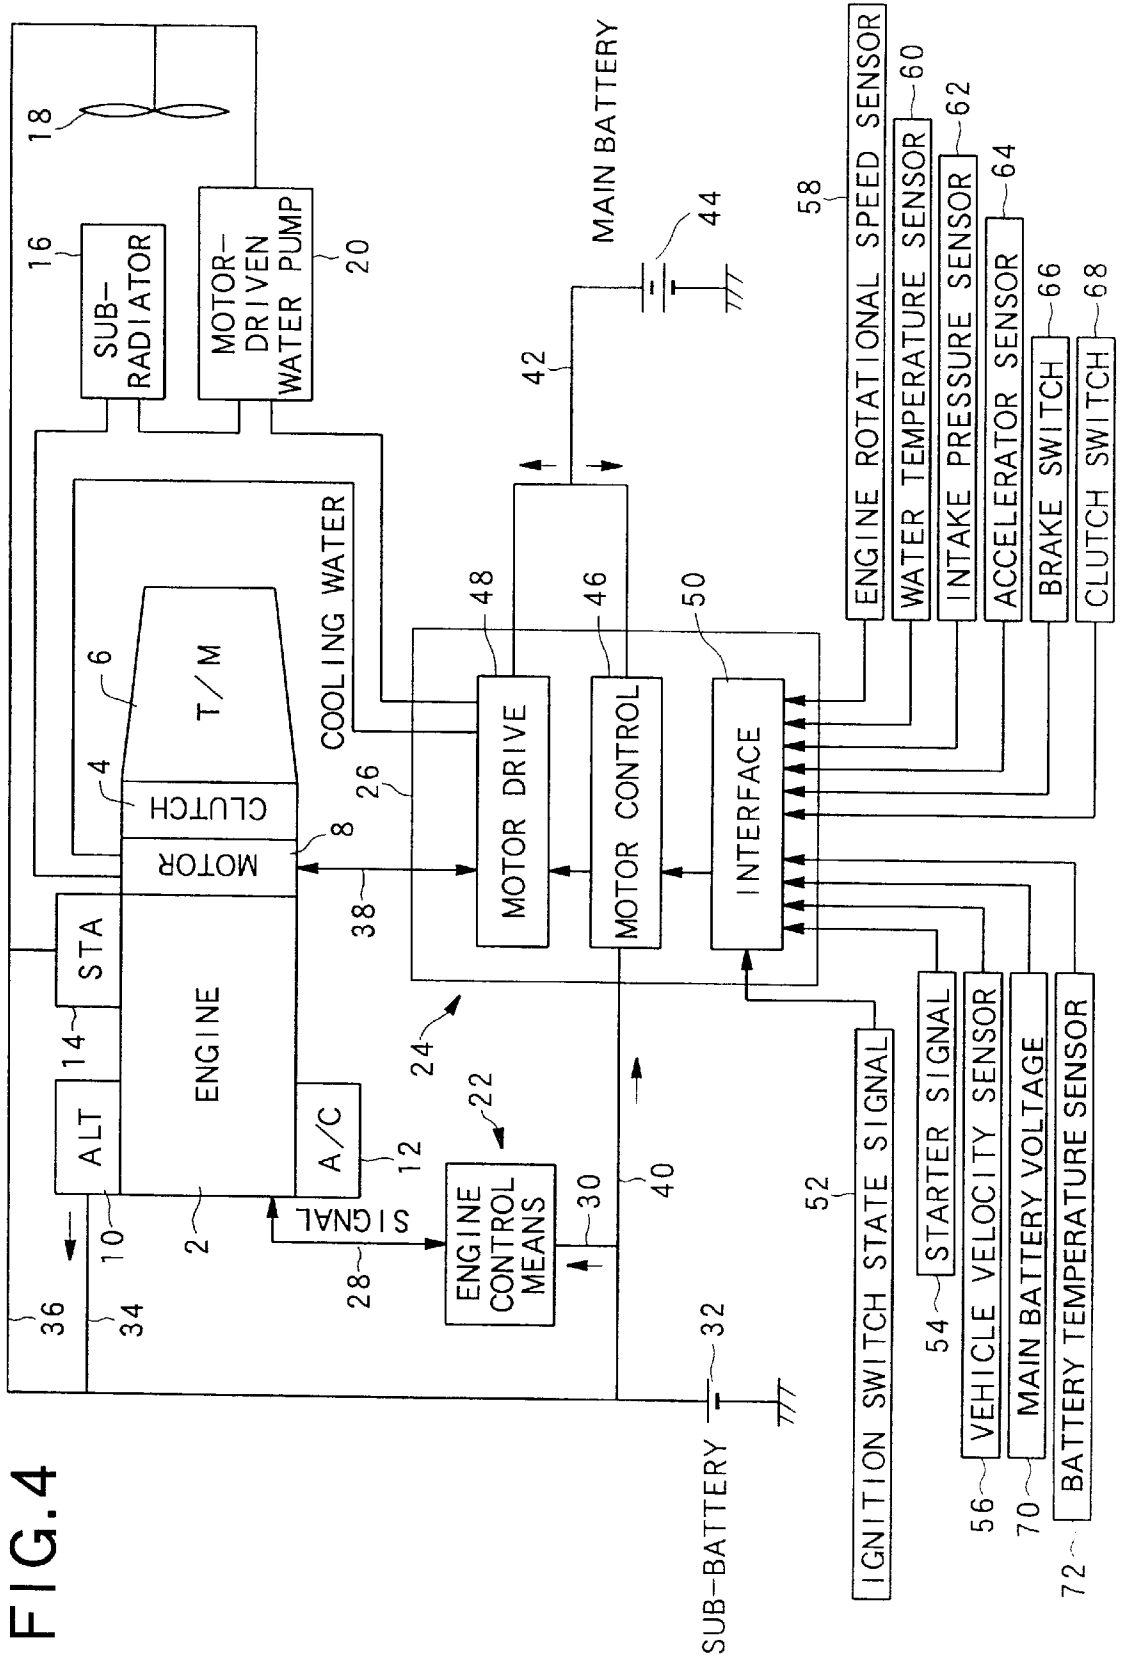 FIG.4
36
34
10
ALT
14
STA
16
SUB-
RADIATOR
18
MOTOR-
DRIVEN
WATER PUMP
20
2
ENGINE
MOTOR
8
CLUTCH
4
T/M
6
A/C
12
SIGNAL
28
38
COOLING WATER
26
24
22
ENGINE
CONTROL
MEANS
30
40
MOTOR DRIVE
48
MOTOR CONTROL
46
INTERFACE
50
42
44
MAIN BATTERY
SUB-BATTERY
32
52
IGNITION SWITCH STATE SIGNAL
54
STARTER SIGNAL
56
VEHICLE VELOCITY SENSOR
70
MAIN BATTERY VOLTAGE
72
BATTERY TEMPERATURE SENSOR
58
ENGINE ROTATIONAL SPEED SENSOR
WATER TEMPERATURE SENSOR
60
INTAKE PRESSURE SENSOR
62
ACCELERATOR SENSOR
64
BRAKE SWITCH
66
CLUTCH SWITCH
68